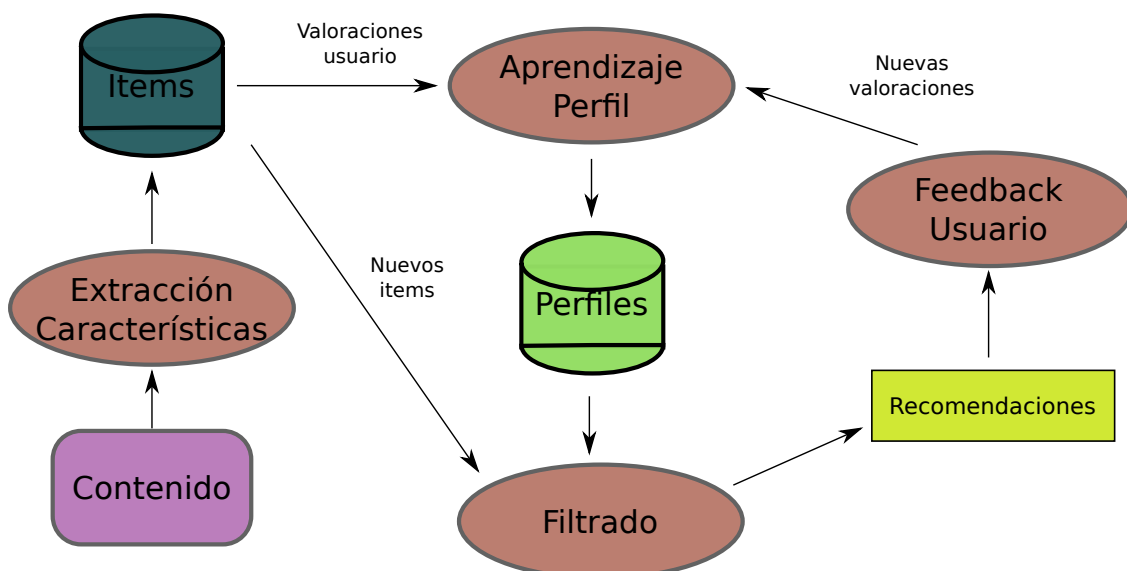 Valoraciones
usuario
Items
Aprendizaje
Perfil
Nuevas
valoraciones
Feedback
Usuario
Nuevos
items
Extracción
Características
Perfiles
Recomendaciones
Contenido
Filtrado